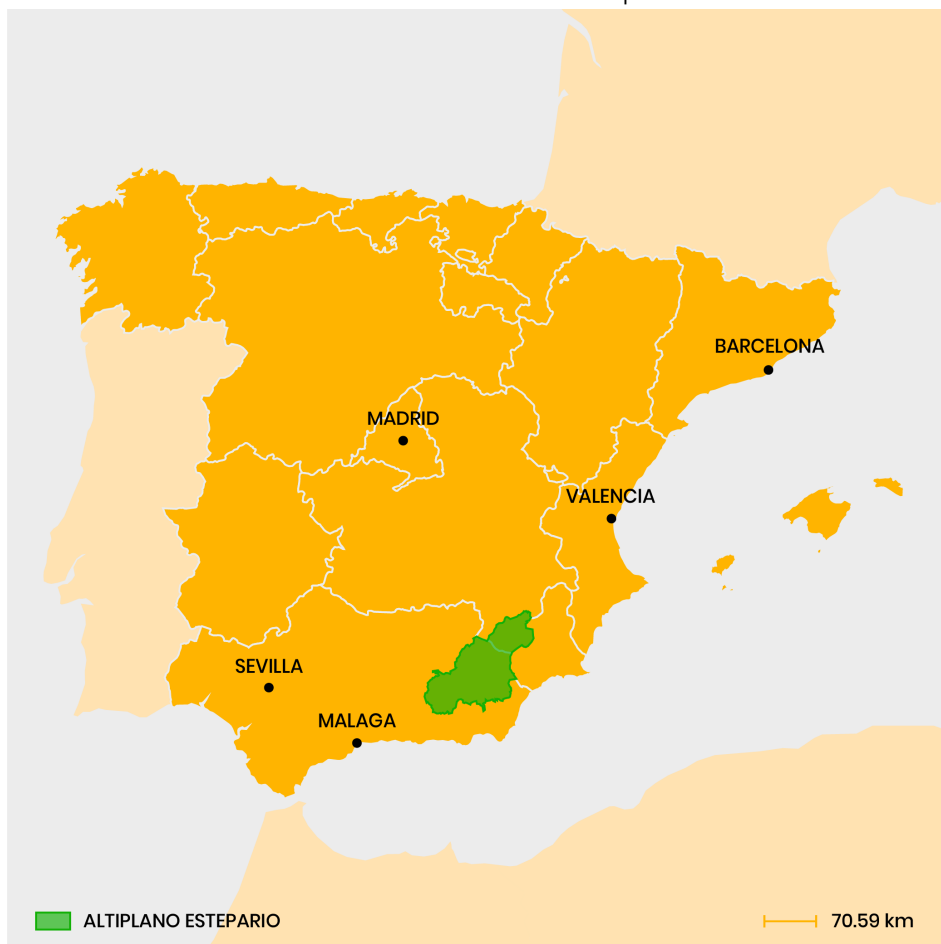 BARCELONA
MADRID
VALENCIA
SEVILLA
MALAGA
ALTIPLANO ESTEPARIO
70.59 km